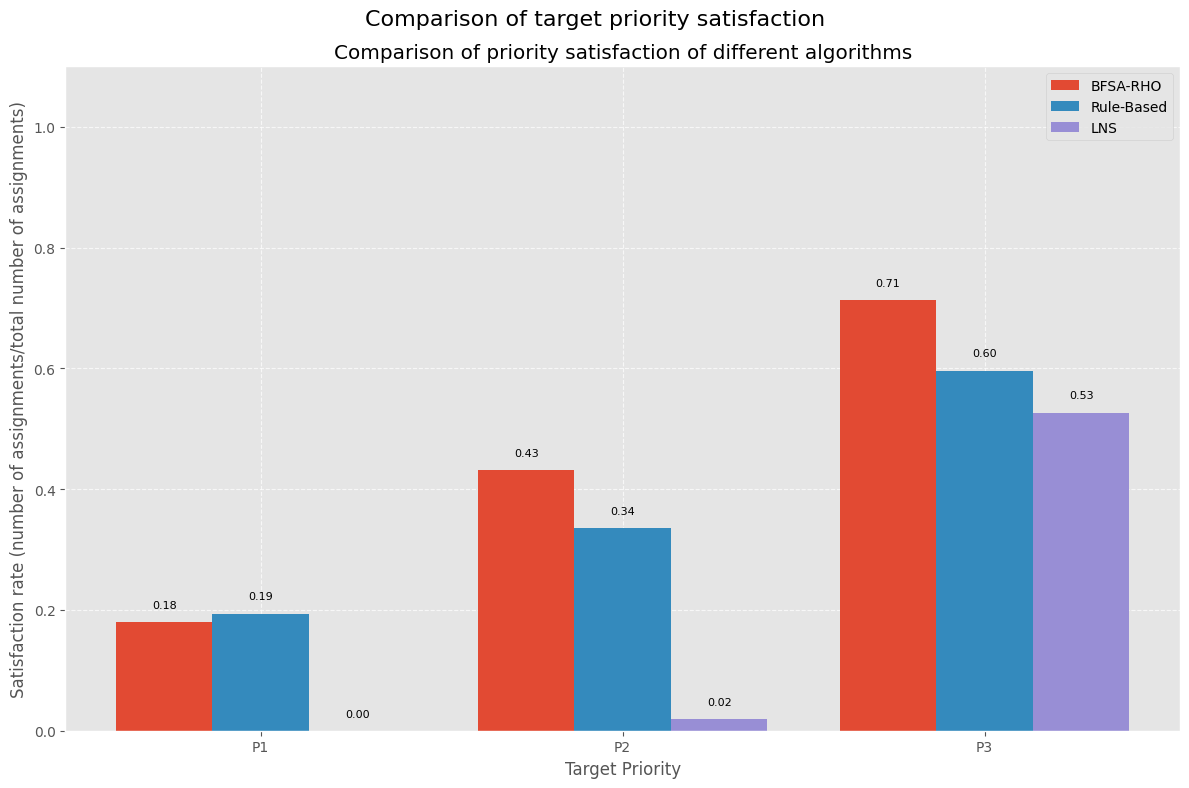 Comparison of target priority satisfaction
Comparison of priority satisfaction of different algorithms
BFSA-RHO
Rule-Based
LNS
Satisfaction rate (number of assignments/total number of assignments)
1.0
0.8
0.6
0.4
0.2
0.0
0.18
0.19
0.00
0.43
0.34
0.02
0.71
0.60
0.53
P1
P2
P3
Target Priority